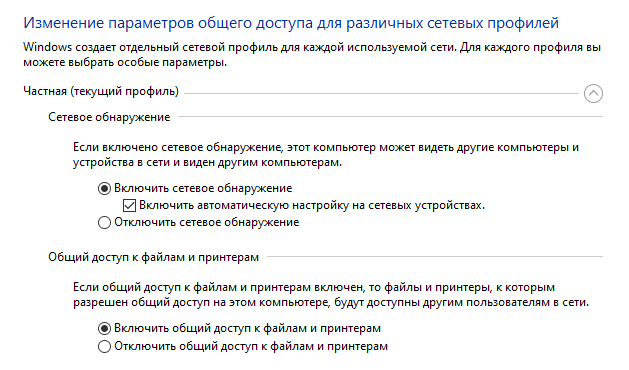 Изменение параметров общего доступа для различных сетевых профилей
Windows создает отдельный сетевой профиль для каждой используемой сети. Для каждого профиля вы
можете выбрать особые параметры.
Частная (текущий профиль)
Сетевое обнаружение
Если включено сетевое обнаружение, этот компьютер может видеть другие компьютеры и
устройства в сети и виден другим компьютерам.
Включить сетевое обнаружение
Включить автоматическую настройку на сетевых устройствах.
Отключить сетевое обнаружение
Общий доступ к файлам и принтерам
Если общий доступ к файлам и принтерам включен, то файлы и принтеры, к которым
разрешен общий доступ на этом компьютере, будут доступны другим пользователям в сети.
Включить общий доступ к файлам и принтерам
Отключить общий доступ к файлам и принтерам